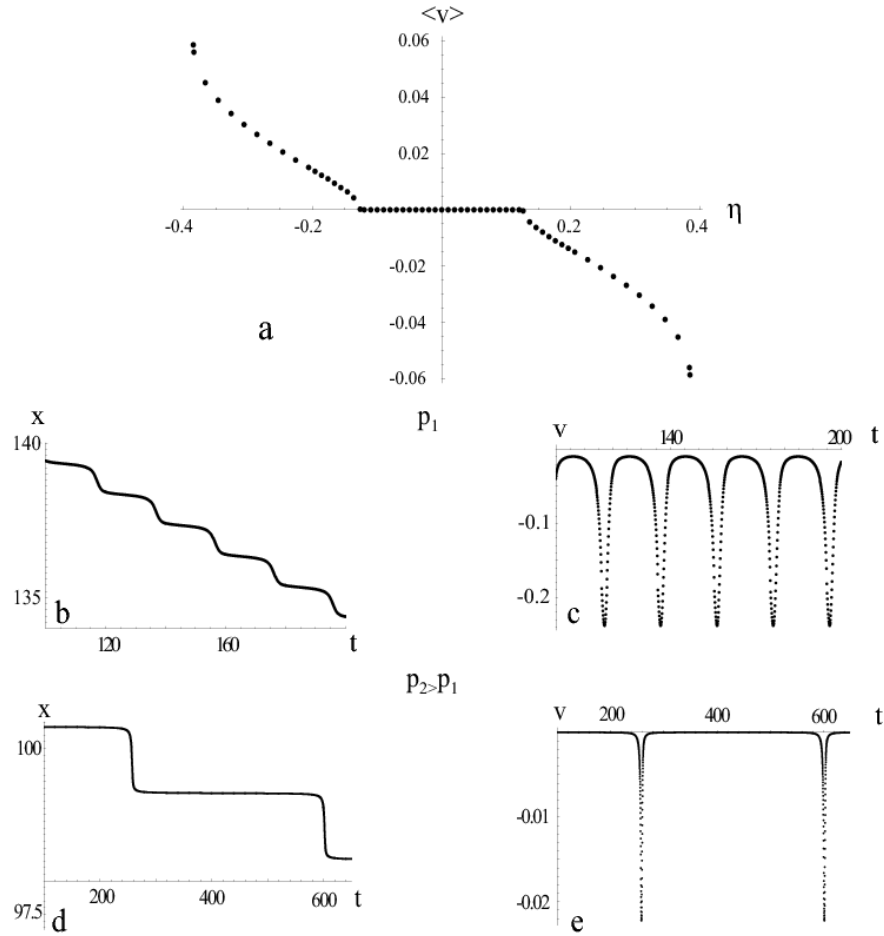 <v>
0.06
0.04
0.02
-0.4 -0.2 0.2 0.4 η
-0.02
-0.04
-0.06
a
x p₁ v 140 t
140 200
-0.1
135 -0.2
b 120 160 t c
p₂>p₁
x v 200 400 600 t
100
-0.01
200 400 600 t
97.5 d -0.02 e